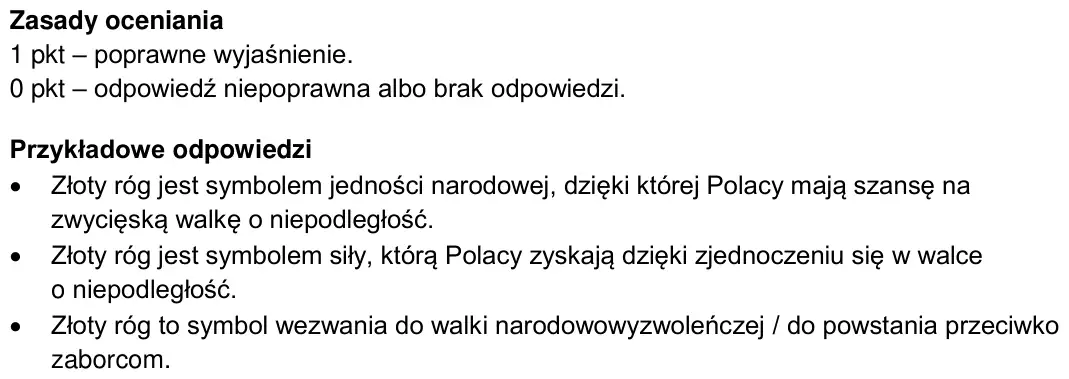 Zasady oceniania
1 pkt – poprawne wyjaśnienie.
0 pkt – odpowiedź niepoprawna albo brak odpowiedzi.
Przykładowe odpowiedzi
• Złoty róg jest symbolem jedności narodowej, dzięki której Polacy mają szansę na
zwycięską walkę o niepodległość.
• Złoty róg jest symbolem siły, którą Polacy zyskają dzięki zjednoczeniu się w walce
o niepodległość.
• Złoty róg to symbol wezwania do walki narodowowyzwoleńczej / do powstania przeciwko
zaborcom.